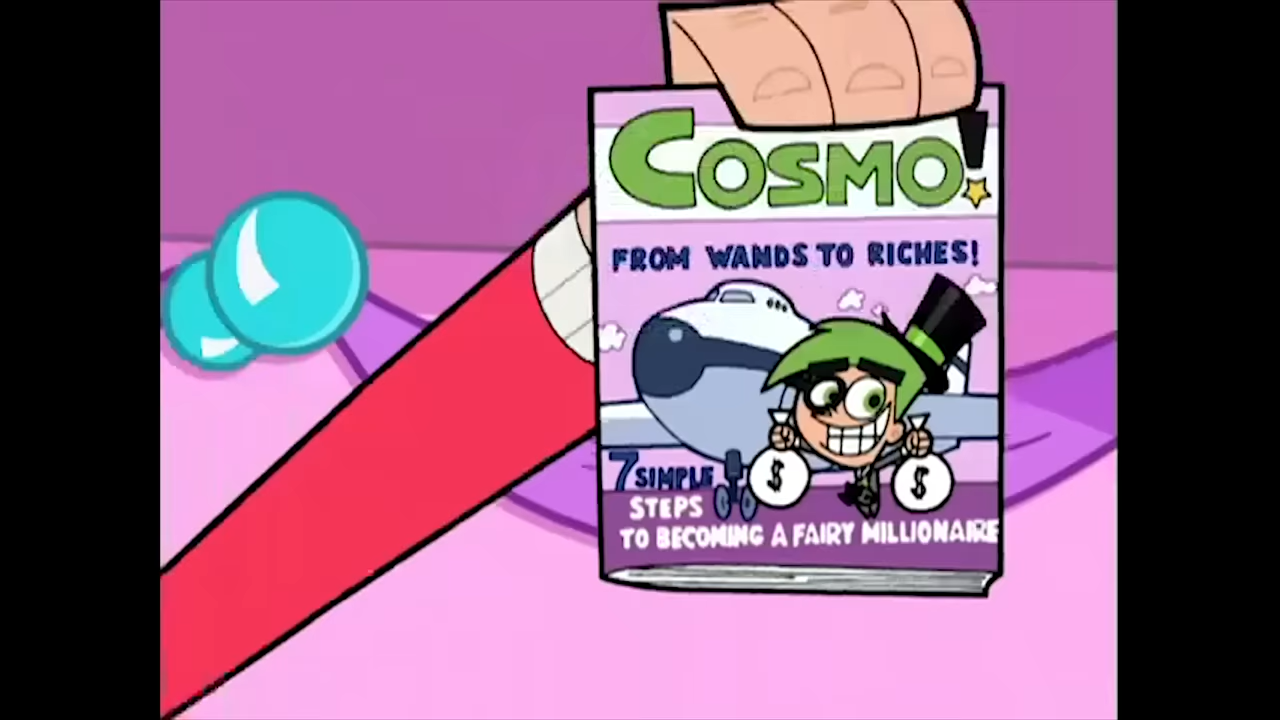 COSMO!
FROM WANDS TO RICHES!
7 SIMPLE
STEPS
TO BECOMING A FAIRY MILLIONAIRE
$ $